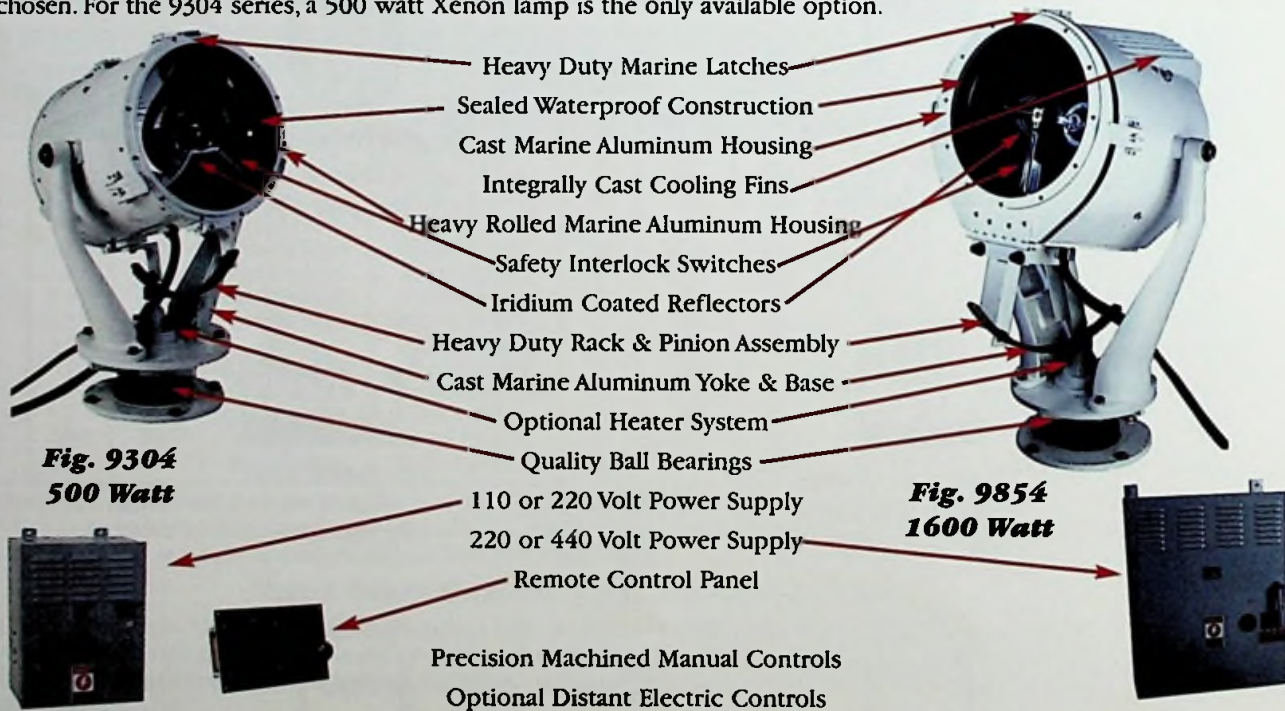 chosen. For the 9304 series, a 500 watt Xenon lamp is the only available option.
Heavy Duty Marine Latches
Sealed Waterproof Construction
Cast Marine Aluminum Housing
Integrally Cast Cooling Fins
Heavy Rolled Marine Aluminum Housing
Safety Interlock Switches
Iridium Coated Reflectors
Heavy Duty Rack & Pinion Assembly
Cast Marine Aluminum Yoke & Base
Optional Heater System
Quality Ball Bearings
Fig. 9304
500 Watt
110 or 220 Volt Power Supply
220 or 440 Volt Power Supply
Fig. 9854
1600 Watt
Remote Control Panel
Precision Machined Manual Controls
Optional Distant Electric Controls